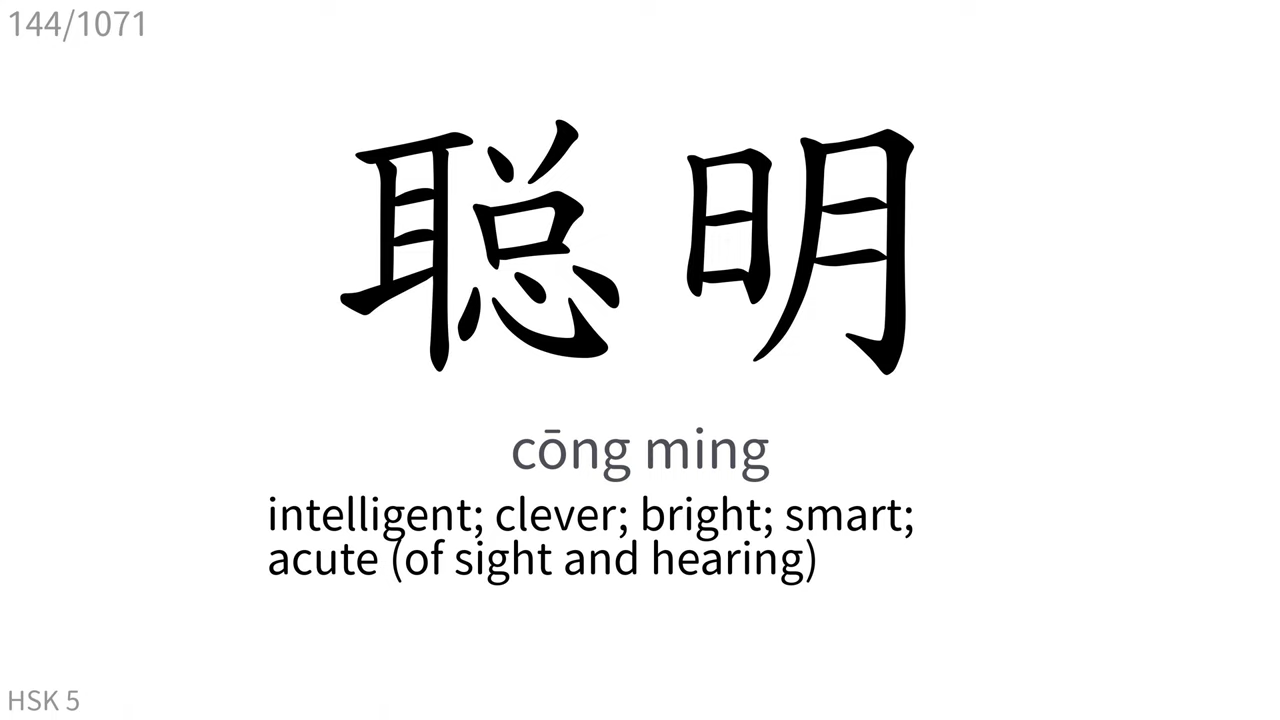 144/1071
聪明
cōng ming
intelligent; clever; bright; smart;
acute (of sight and hearing)
HSK 5